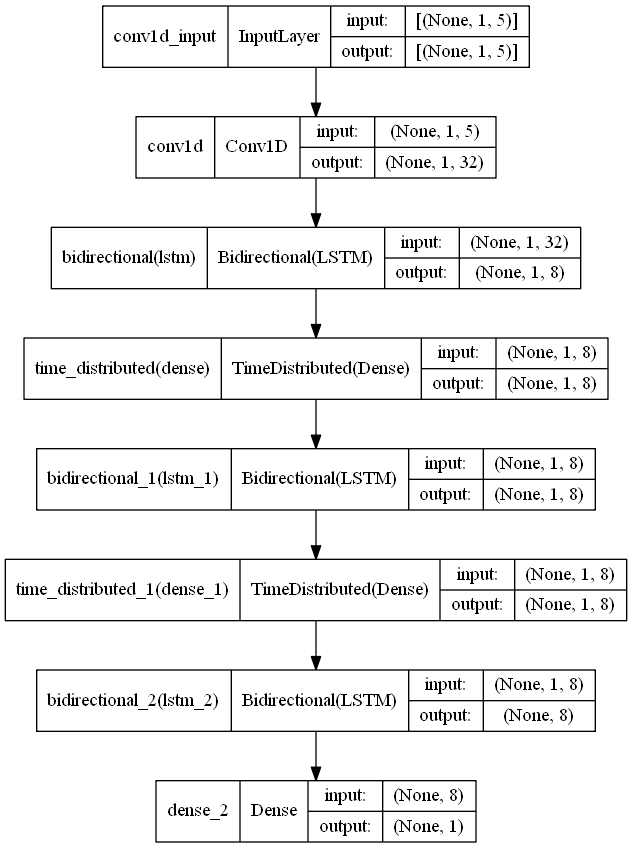 conv1d_input InputLayer input: [(None, 1, 5)]
output: [(None, 1, 5)]
conv1d Conv1D input: (None, 1, 5)
output: (None, 1, 32)
bidirectional(lstm) Bidirectional(LSTM) input: (None, 1, 32)
output: (None, 1, 8)
time_distributed(dense) TimeDistributed(Dense) input: (None, 1, 8)
output: (None, 1, 8)
bidirectional_1(lstm_1) Bidirectional(LSTM) input: (None, 1, 8)
output: (None, 1, 8)
time_distributed_1(dense_1) TimeDistributed(Dense) input: (None, 1, 8)
output: (None, 1, 8)
bidirectional_2(lstm_2) Bidirectional(LSTM) input: (None, 1, 8)
output: (None, 8)
dense_2 Dense input: (None, 8)
output: (None, 1)